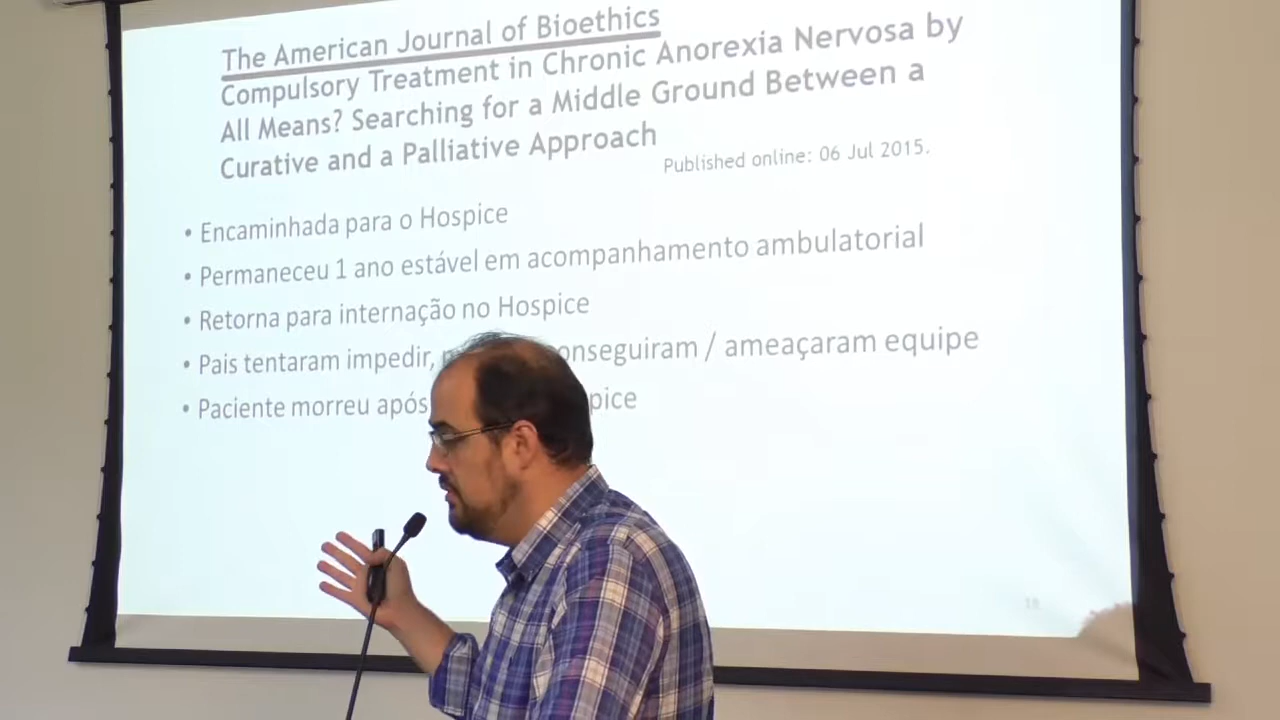 The American Journal of Bioethics
Compulsory Treatment in Chronic Anorexia Nervosa by
All Means? Searching for a Middle Ground Between a
Curative and a Palliative Approach
Published online: 06 Jul 2015.
• Encaminhada para o Hospice
• Permaneceu 1 ano estável em acompanhamento ambulatorial
• Retorna para internação no Hospice
• Pais tentaram impedir, onseguiram / ameaçaram equipe
• Paciente morreu após pice